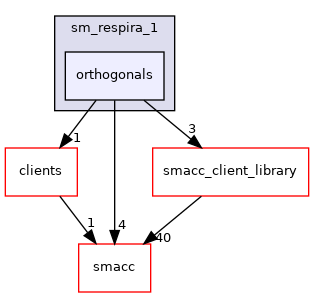 sm_respira_1
orthogonals
1
3
clients
smacc_client_library
1
4
40
smacc